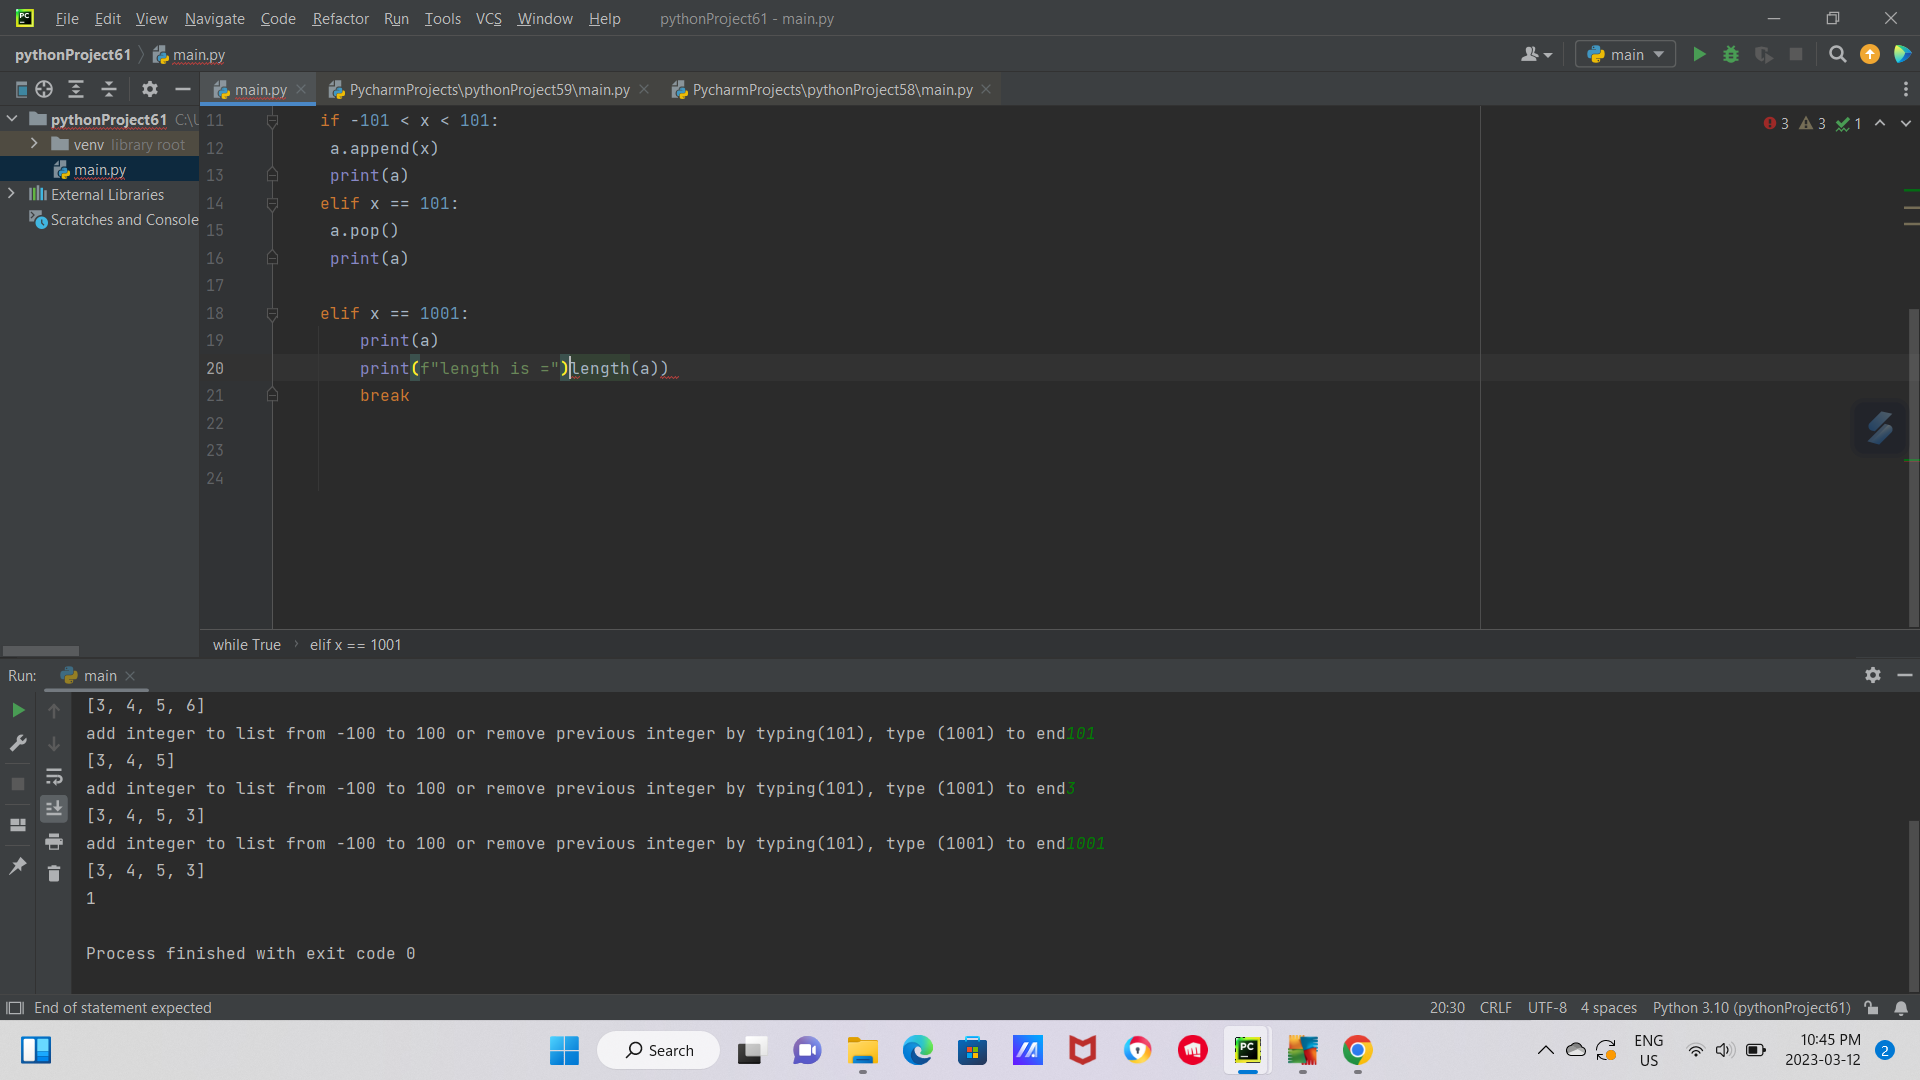 File Edit View Navigate Code Refactor Run Tools VCS Window Help pythonProject61 - main.py
pythonProject61 main.py
main
main.py PycharmProjects\pythonProject59\main.py PycharmProjects\pythonProject58\main.py
pythonProject61 C:\U
venv library root
main.py
External Libraries
Scratches and Console
3 3 1
11 if -101 < x < 101:
12 a.append(x)
13 print(a)
14 elif x == 101:
15 a.pop()
16 print(a)
17
18 elif x == 1001:
19 print(a)
20 print(f"length is =")length(a))
21 break
22
23
24
while True elif x == 1001
Run: main
[3, 4, 5, 6]
add integer to list from -100 to 100 or remove previous integer by typing(101), type (1001) to end101
[3, 4, 5]
add integer to list from -100 to 100 or remove previous integer by typing(101), type (1001) to end3
[3, 4, 5, 3]
add integer to list from -100 to 100 or remove previous integer by typing(101), type (1001) to end1001
[3, 4, 5, 3]
1
Process finished with exit code 0
End of statement expected 20:30 CRLF UTF-8 4 spaces Python 3.10 (pythonProject61)
Search
ENG
US
10:45 PM
2023-03-12
2